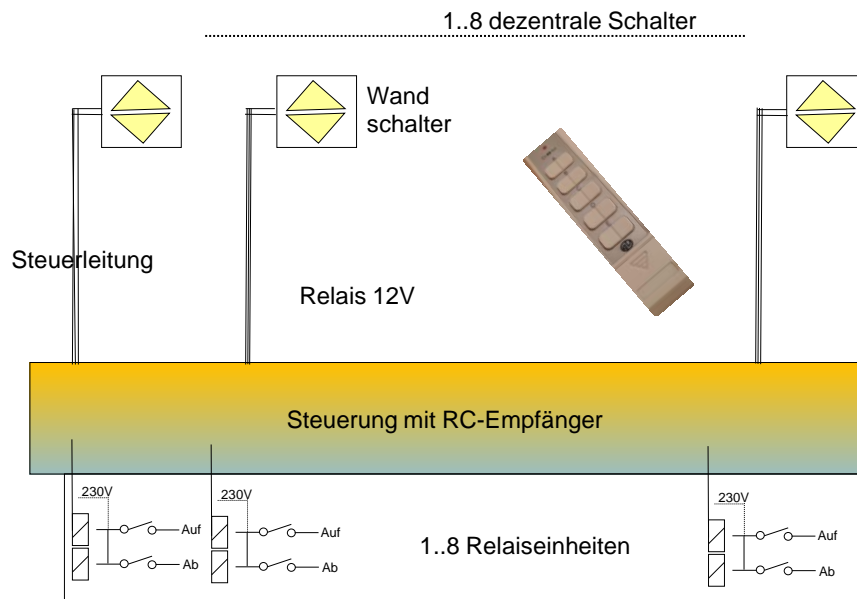 1..8 dezentrale Schalter
Wand
schalter
Steuerleitung
Relais 12V
Steuerung mit RC-Empfänger
230V
Auf
Ab
230V
Auf
Ab
1..8 Relaiseinheiten
230V
Auf
Ab